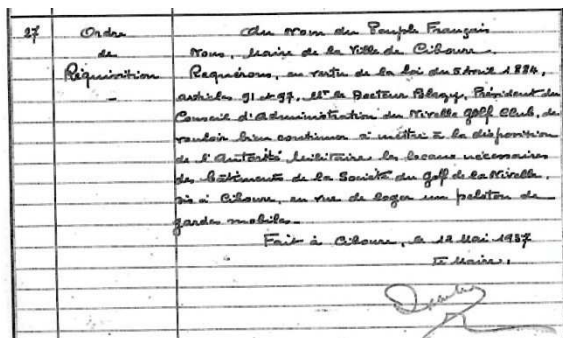 27 Ordre Au Nom du Peuple Français
de Nous, Maire de la Ville de Ciboure.
Réquisition Requérons, en vertu de la loi du 5 Avril 1884,
articles 91 et 97, Mr le Docteur Blazy, Président du
Conseil d'Administration du Nivelle Golf Club, de
vouloir bien continuer à mettre à la disposition
de l'Autorité Militaire les locaux nécessaires
des bâtiments de la Société du golf de la Nivelle,
sis à Ciboure, en vue de loger un peloton de
gardes mobiles.
Fait à Ciboure, le 12 Mai 1937
Le Maire,